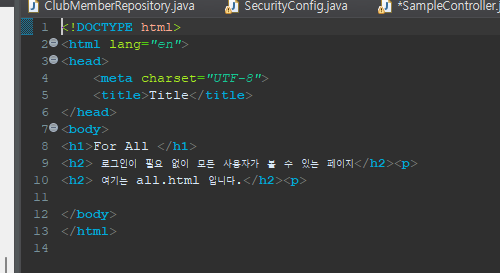 ClubMemberRepository.java SecurityConfig.java *SampleController.j
1 <!DOCTYPE html>
2 <html lang="en">
3 <head>
4     <meta charset="UTF-8">
5     <title>Title</title>
6 </head>
7 <body>
8 <h1>For All </h1>
9 <h2> 로그인이 필요 없이 모든 사용자가 볼 수 있는 페이지</h2><p>
10 <h2> 여기는 all.html 입니다.</h2><p>
11
12 </body>
13 </html>
14